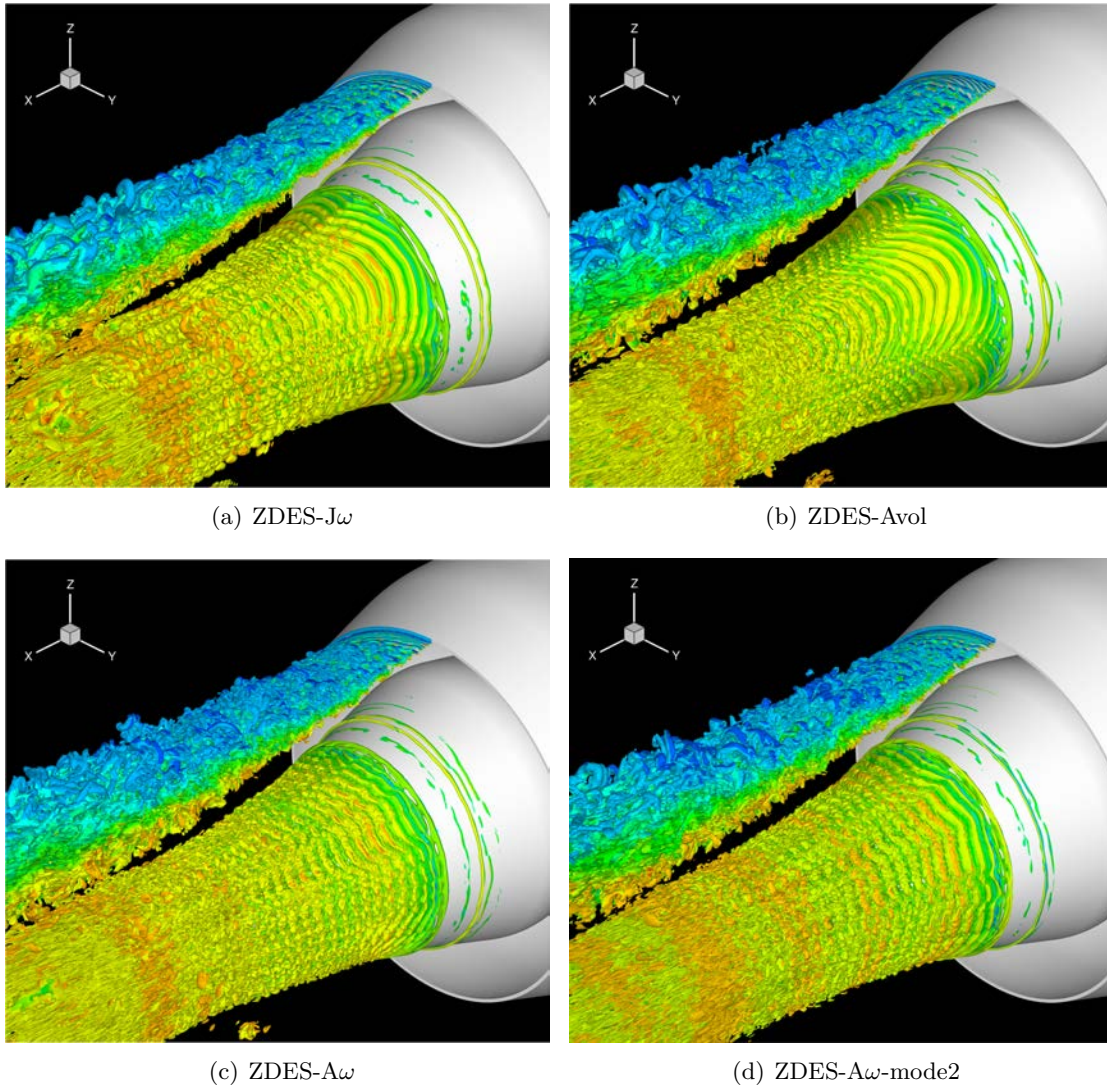 Z
X
Y
Z
X
Y
(a) ZDES-Jω
(b) ZDES-Avol
Z
X
Y
Z
X
Y
(c) ZDES-Aω
(d) ZDES-Aω-mode2